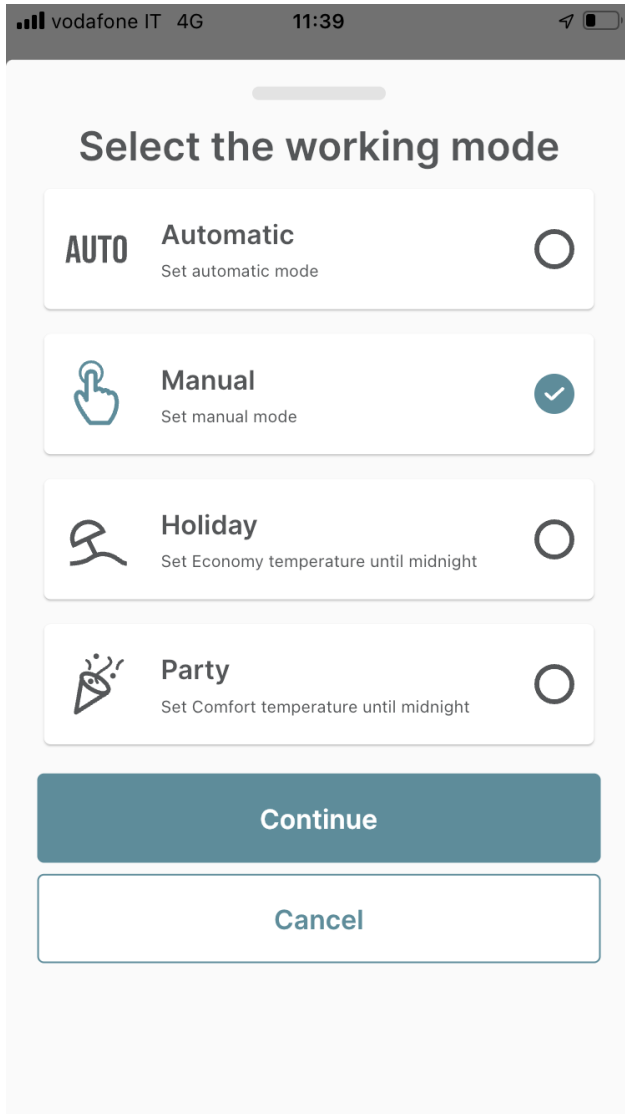 vodafone IT 4G 11:39
Select the working mode
AUTO
Automatic
Set automatic mode
Manual
Set manual mode
Holiday
Set Economy temperature until midnight
Party
Set Comfort temperature until midnight
Continue
Cancel